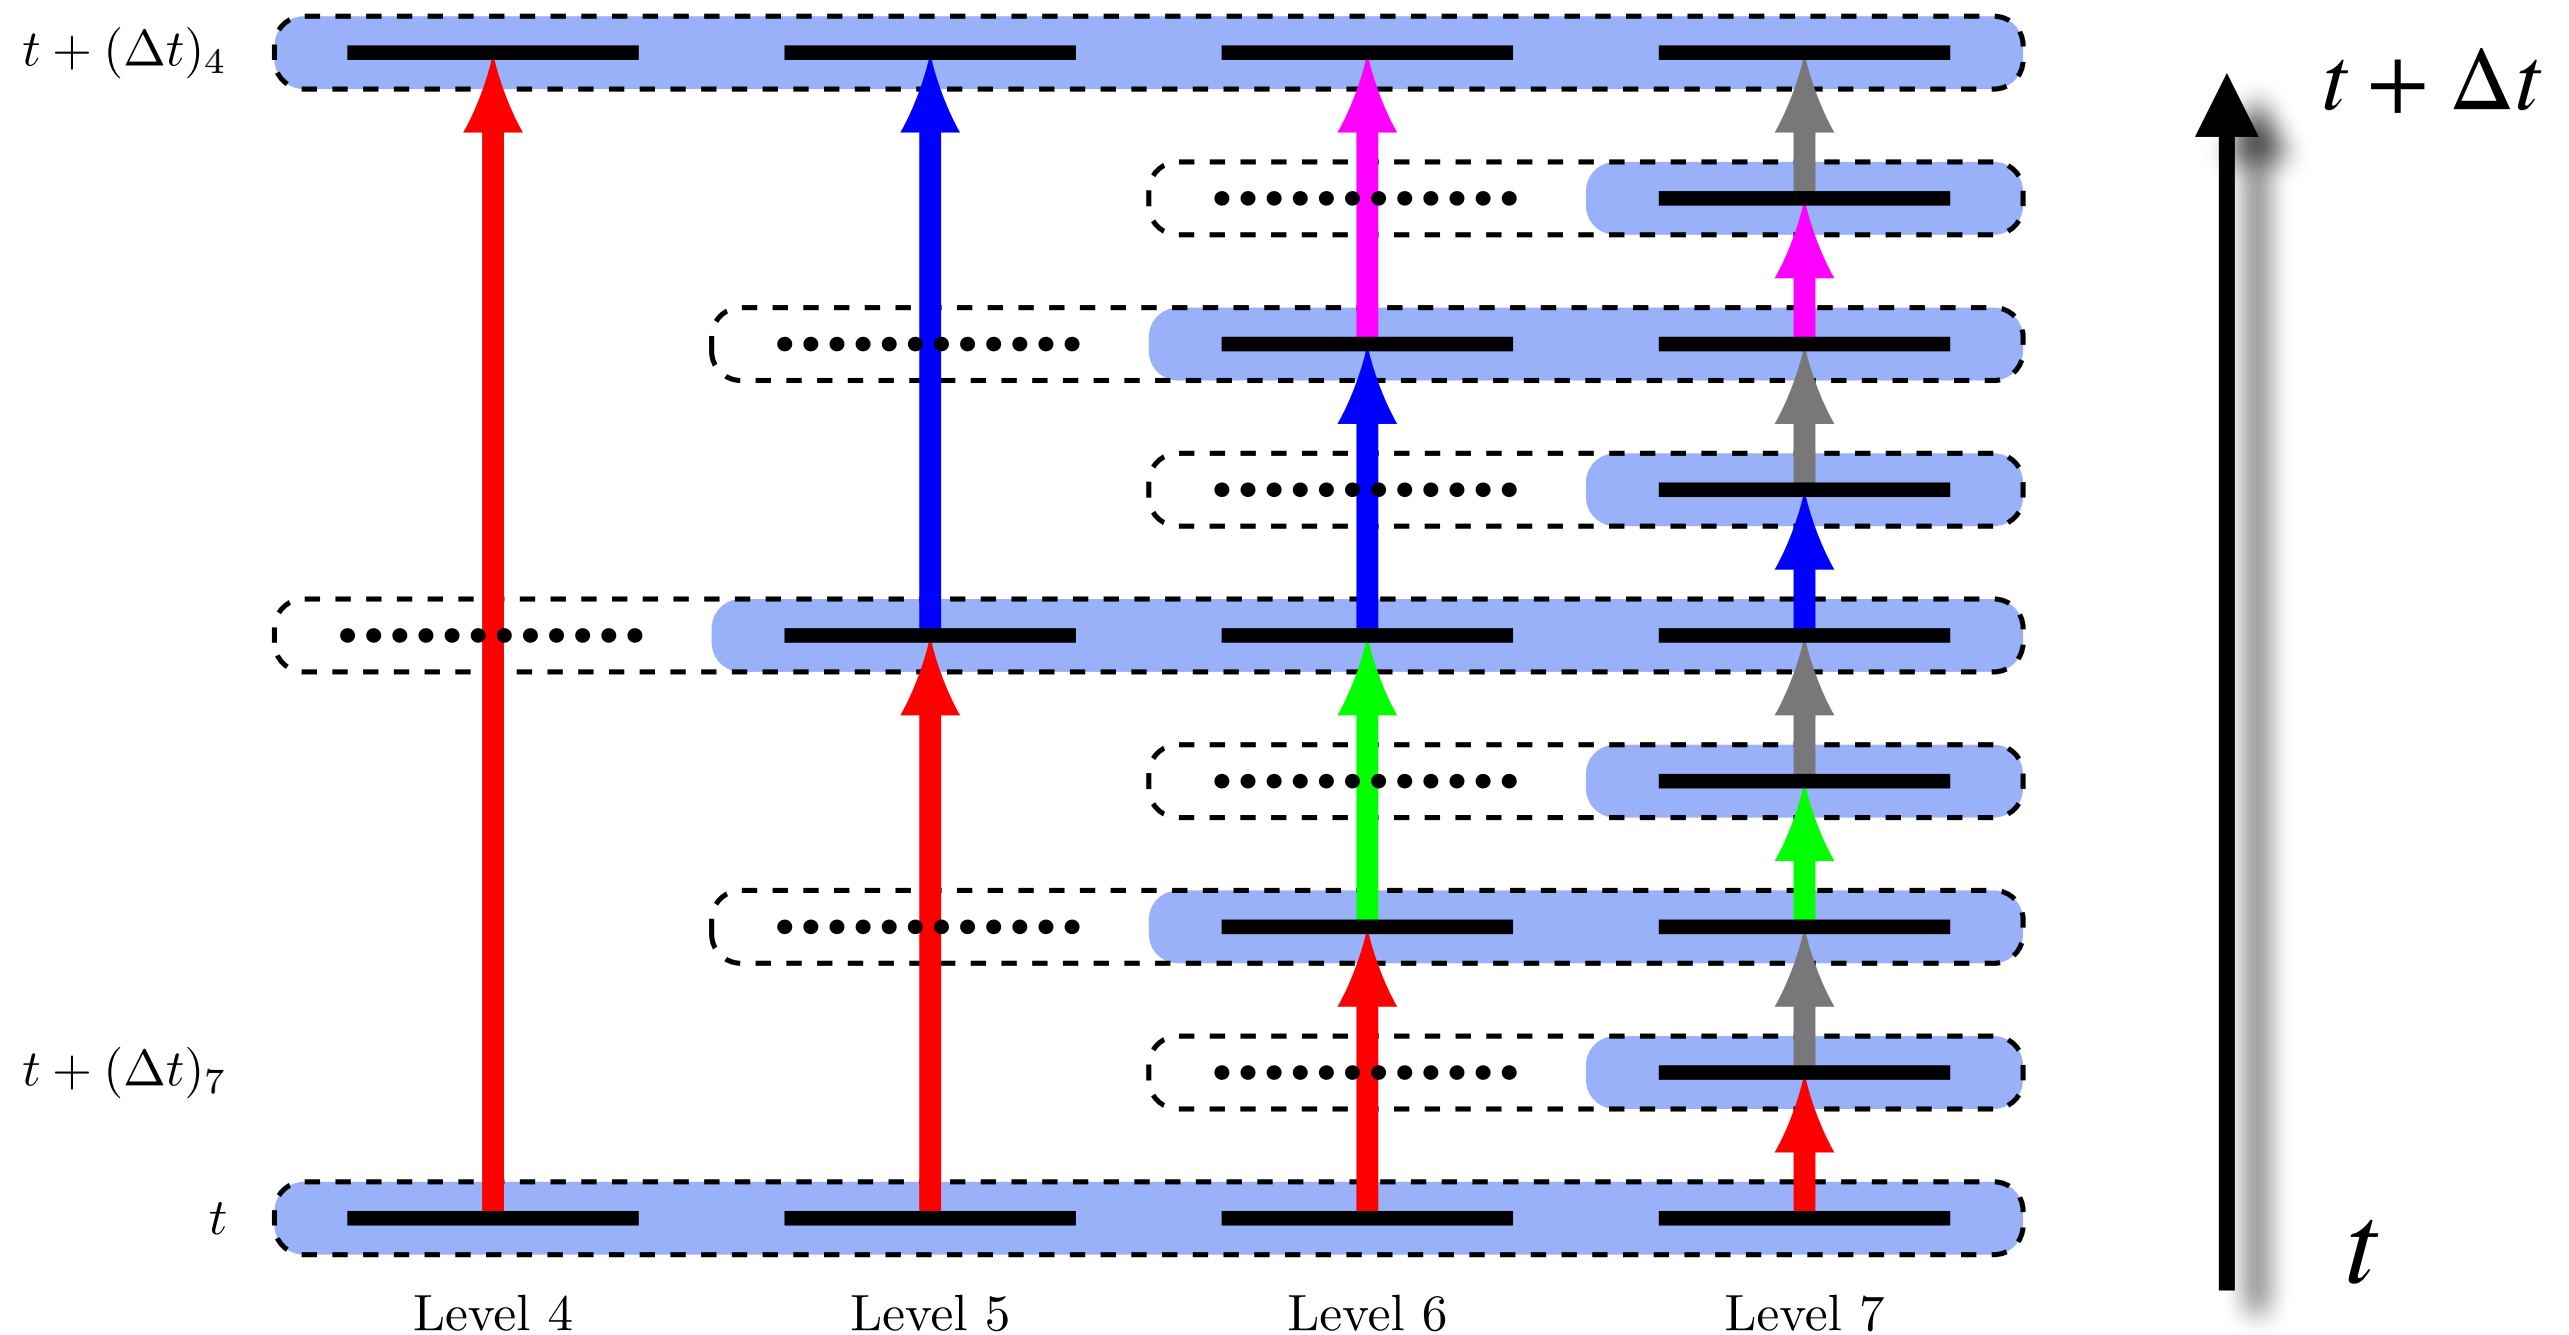 t + (Δt)₄
t + Δt
t + (Δt)₇
t
t
Level 4
Level 5
Level 6
Level 7